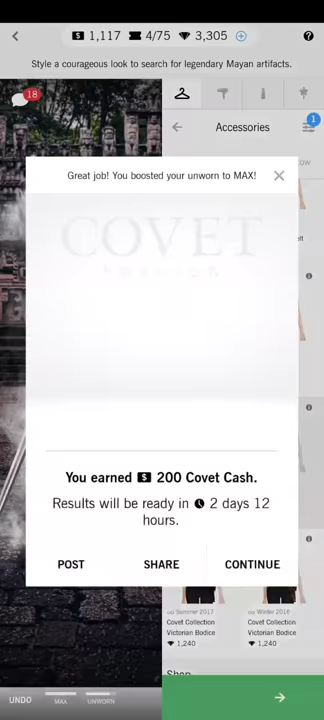 1,117 4/75 3,305
Style a courageous look to search for legendary Mayan artifacts.
18
Accessories
1
Great job! You boosted your unworn to MAX!
COVET
FASHION
You earned $ 200 Covet Cash.
Results will be ready in 2 days 12
hours.
POST SHARE CONTINUE
Summer 2017
Covet Collection
Victorian Bodice
1,240
Winter 2016
Covet Collection
Victorian Bodice
1,240
Shop
UNDO MAX UNWORN